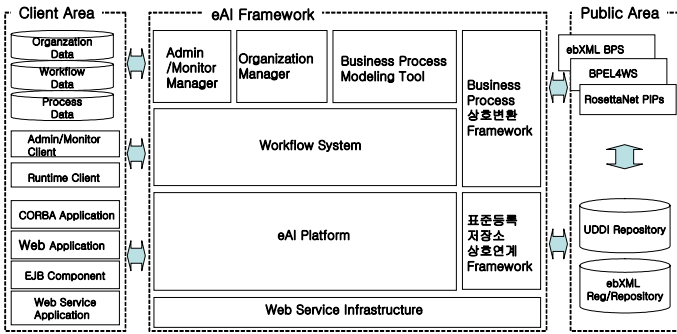 Client Area
Organzation
Data
Workflow
Data
Process
Data
Admin/Monitor
Client
Runtime Client
CORBA Application
Web Application
EJB Component
Web Service
Application
eAI Framework
Admin
/Monitor
Manager
Organization
Manager
Business Process
Modeling Tool
Business
Process
상호변환
Framework
Workflow System
eAI Platform
표준등록
저장소
상호연계
Framework
Web Service Infrastructure
Public Area
ebXML BPS
BPEL4WS
RosettaNet PIPs
UDDI Repository
ebXML
Reg/Repository